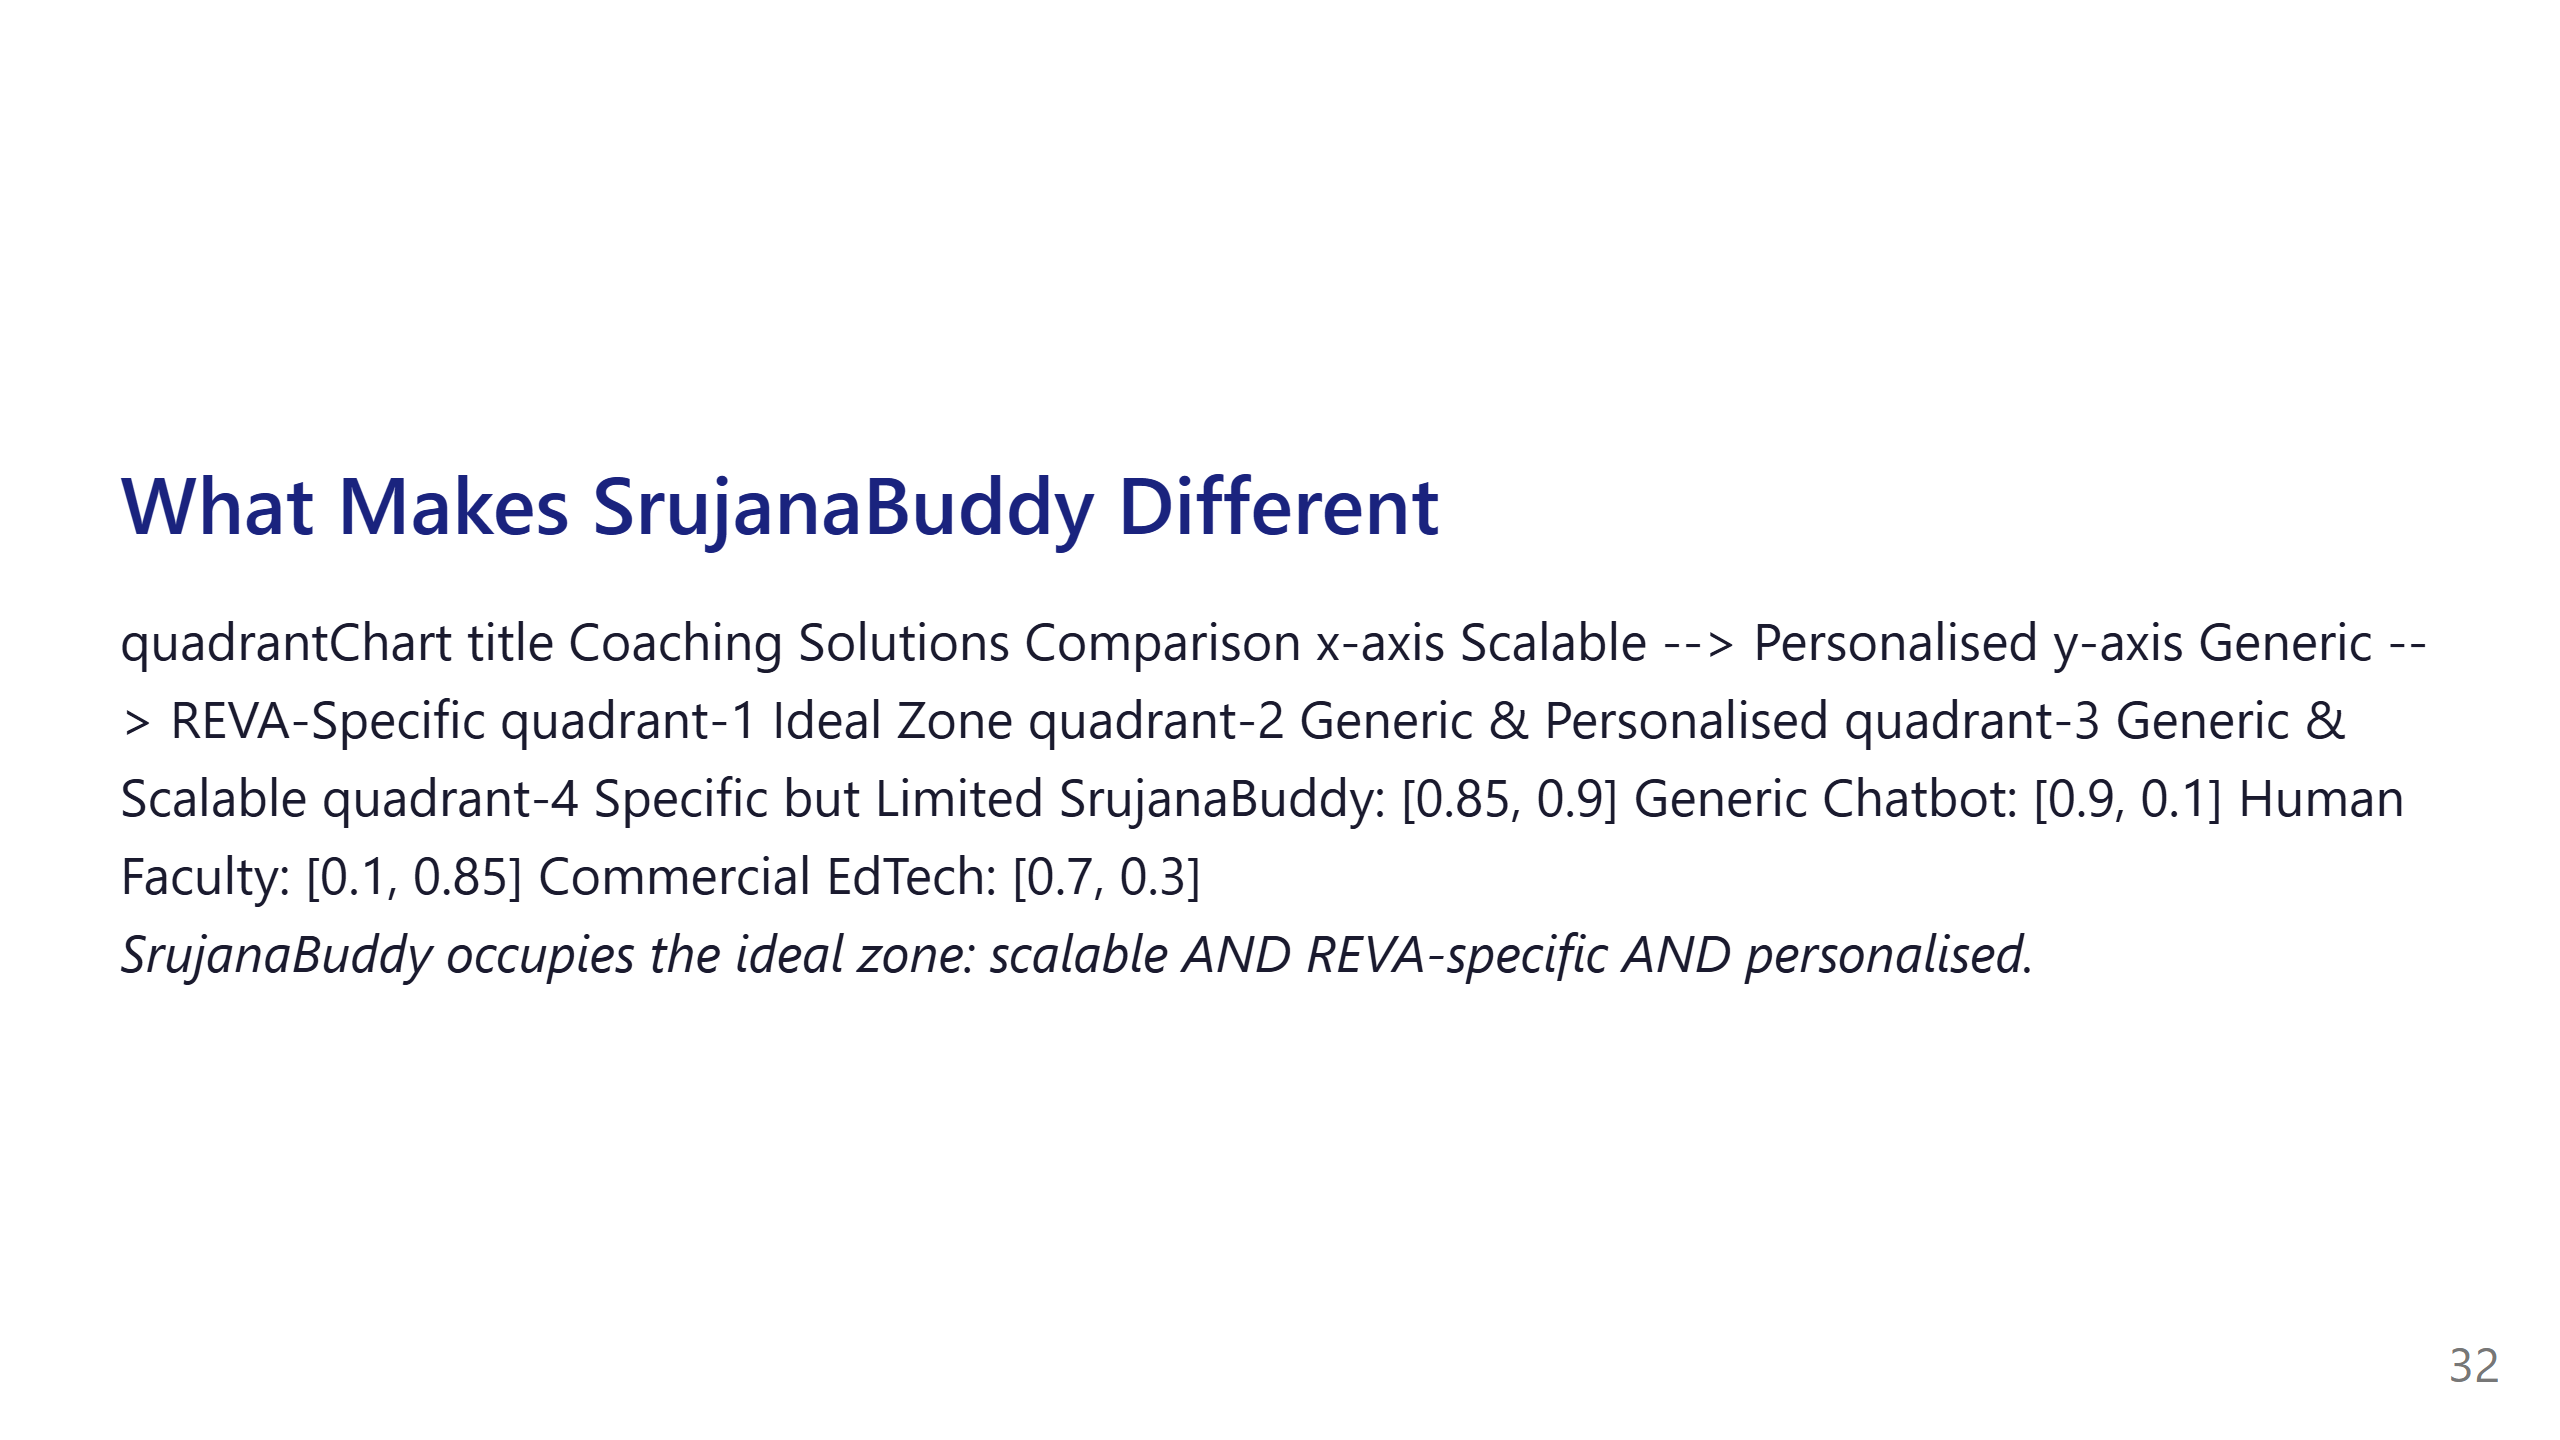 What Makes SrujanaBuddy Different
quadrantChart title Coaching Solutions Comparison x-axis Scalable --> Personalised y-axis Generic --
> REVA-Specific quadrant-1 Ideal Zone quadrant-2 Generic & Personalised quadrant-3 Generic &
Scalable quadrant-4 Specific but Limited SrujanaBuddy: [0.85, 0.9] Generic Chatbot: [0.9, 0.1] Human
Faculty: [0.1, 0.85] Commercial EdTech: [0.7, 0.3]
SrujanaBuddy occupies the ideal zone: scalable AND REVA-specific AND personalised.
32